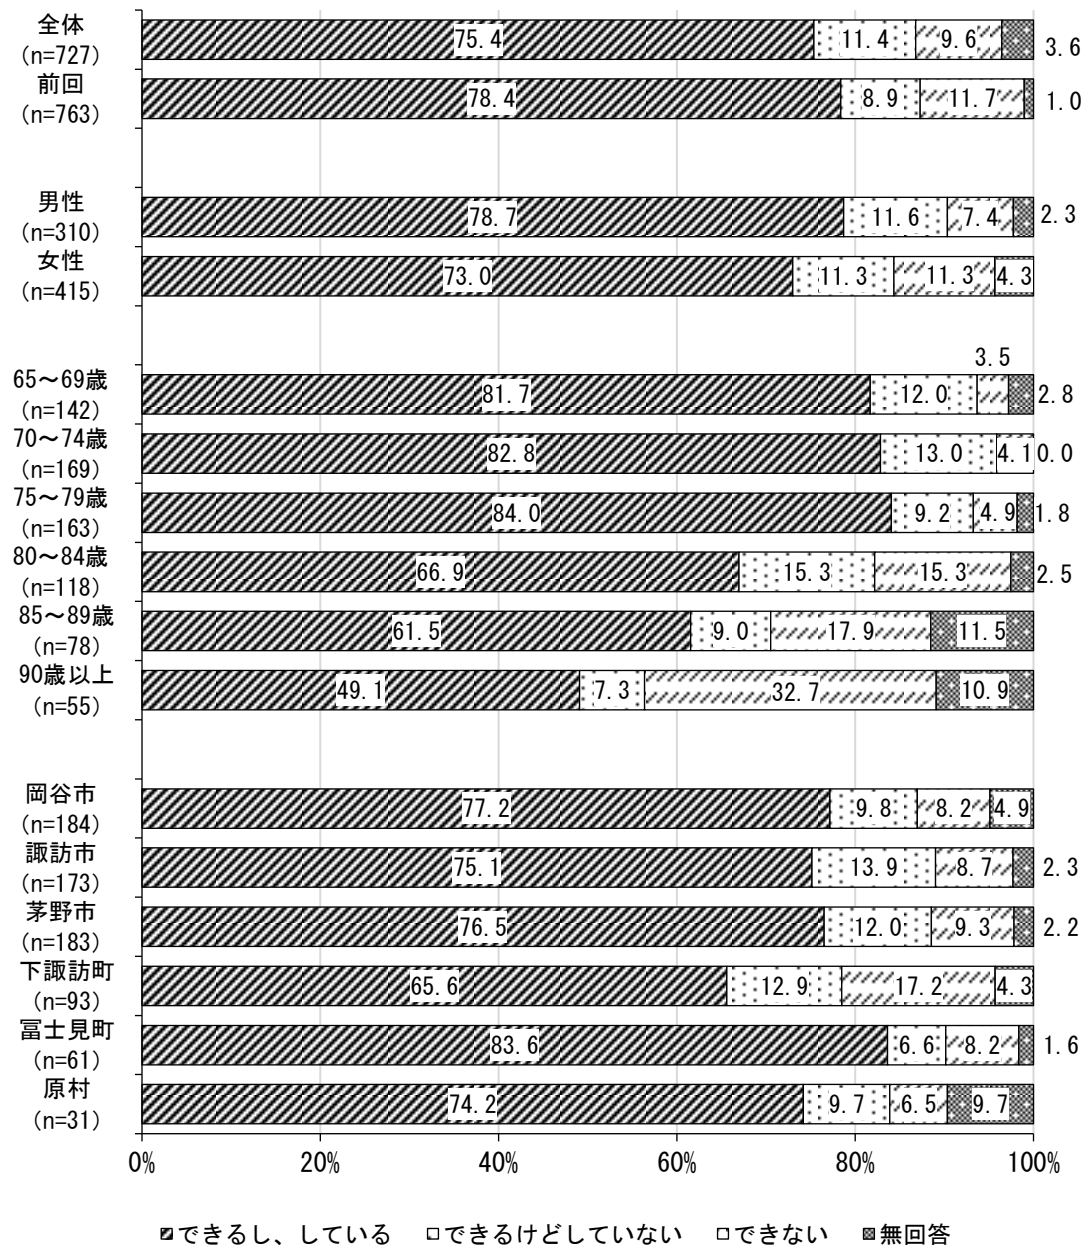 全体
(n=727)
75.4 11.4 9.6 3.6
前回
(n=763)
78.4 8.9 11.7 1.0
男性
(n=310)
78.7 11.6 7.4 2.3
女性
(n=415)
73.0 11.3 11.3 4.3
65～69歳
(n=142)
81.7 12.0 3.5 2.8
70～74歳
(n=169)
82.8 13.0 4.1 0.0
75～79歳
(n=163)
84.0 9.2 4.9 1.8
80～84歳
(n=118)
66.9 15.3 15.3 2.5
85～89歳
(n=78)
61.5 9.0 17.9 11.5
90歳以上
(n=55)
49.1 7.3 32.7 10.9
岡谷市
(n=184)
77.2 9.8 8.2 4.9
諏訪市
(n=173)
75.1 13.9 8.7 2.3
茅野市
(n=183)
76.5 12.0 9.3 2.2
下諏訪町
(n=93)
65.6 12.9 17.2 4.3
冨士見町
(n=61)
83.6 6.6 8.2 1.6
原村
(n=31)
74.2 9.7 6.5 9.7
0% 20% 40% 60% 80% 100%
できるし、している できるけどしていない できない 無回答